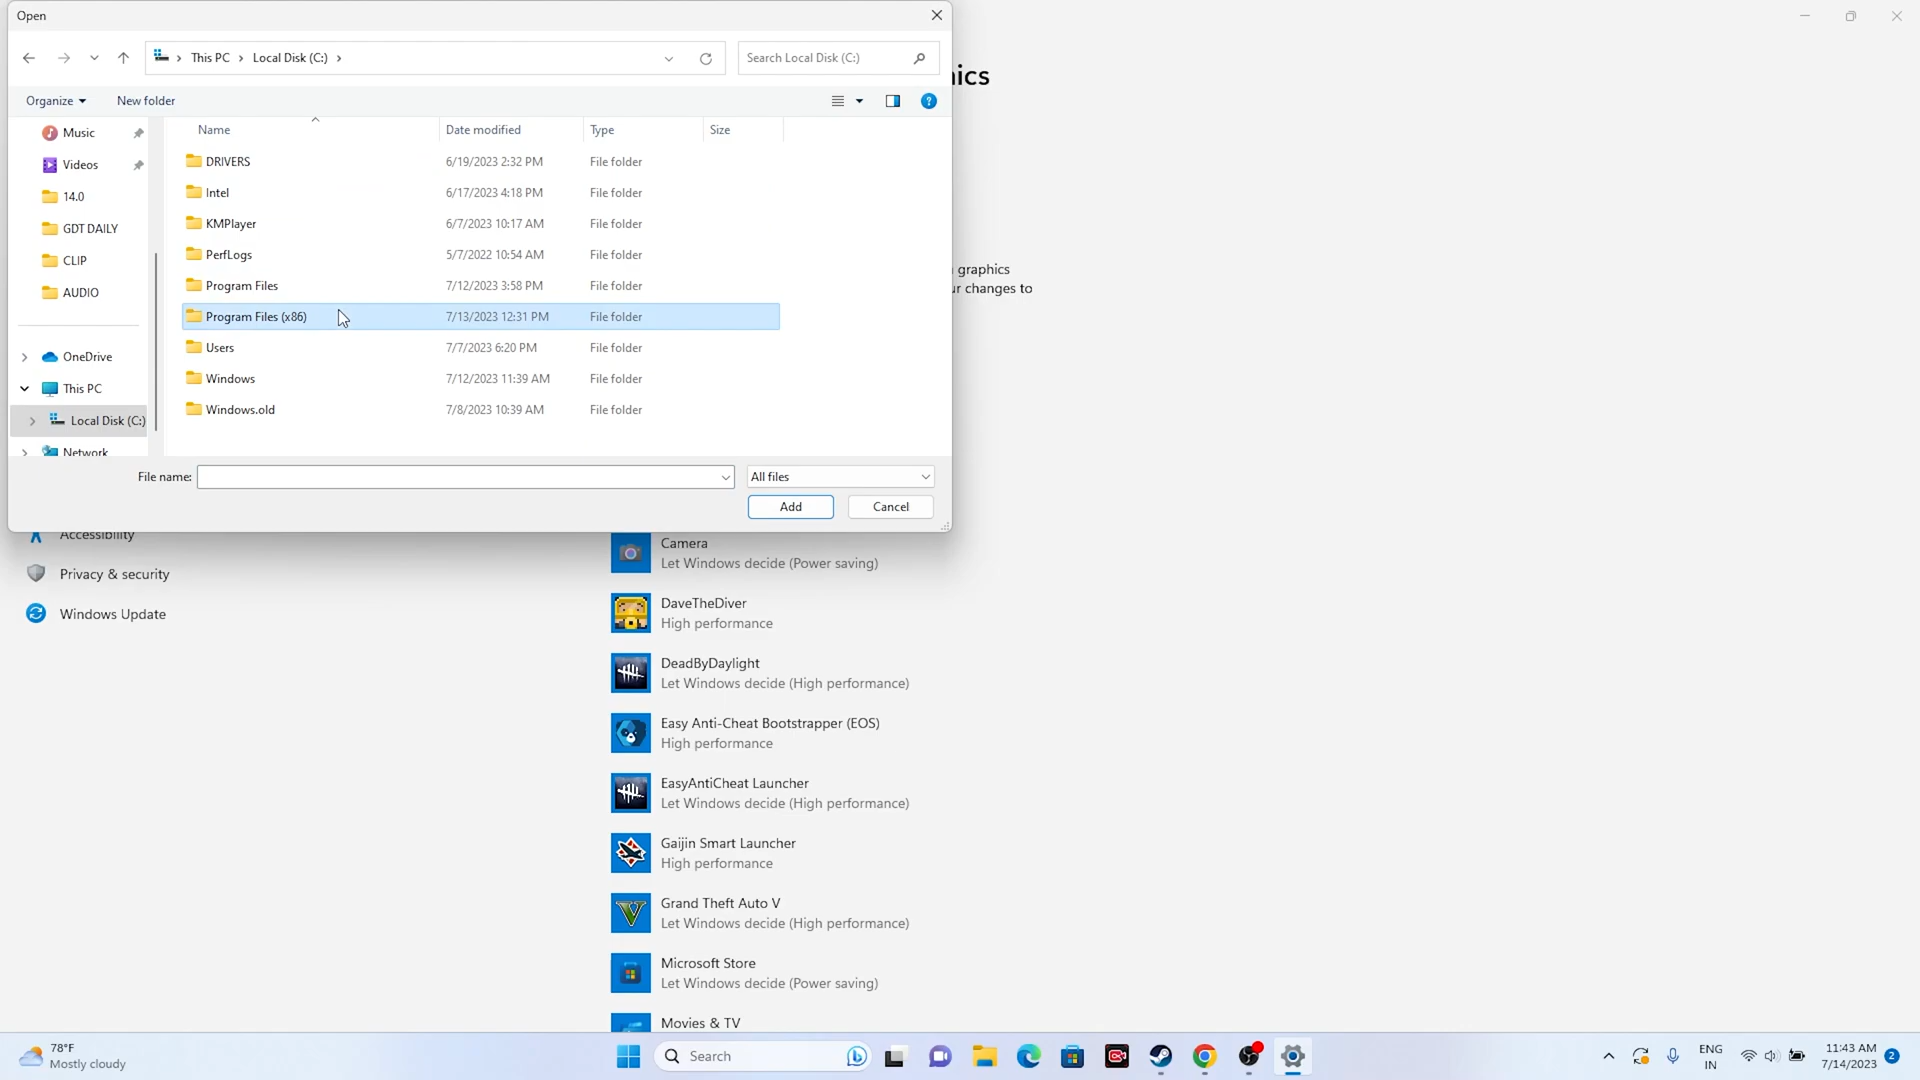 Open
This PC
Local Disk (C:)
Search Local Disk (C:)
Organize
New folder
Name
Date modified
Type
Size
Music
Videos
14.0
GDT DAILY
CLIP
AUDIO
OneDrive
This PC
Local Disk (C:)
Network
DRIVERS 6/19/2023 2:32 PM File folder
Intel 6/17/2023 4:18 PM File folder
KMPlayer 6/7/2023 10:17 AM File folder
PerfLogs 5/7/2022 10:54 AM File folder
Program Files 7/12/2023 3:58 PM File folder
Program Files (x86) 7/13/2023 12:31 PM File folder
Users 7/7/2023 6:20 PM File folder
Windows 7/12/2023 11:39 AM File folder
Windows.old 7/8/2023 10:39 AM File folder
File name:
All files
Add
Cancel
ics
graphics
r changes to
Accessibility
Privacy & security
Windows Update
Camera
Let Windows decide (Power saving)
DaveTheDiver
High performance
DeadByDaylight
Let Windows decide (High performance)
Easy Anti-Cheat Bootstrapper (EOS)
High performance
EasyAntiCheat Launcher
Let Windows decide (High performance)
Gaijin Smart Launcher
High performance
Grand Theft Auto V
Let Windows decide (High performance)
Microsoft Store
Let Windows decide (Power saving)
Movies & TV
78°F
Mostly cloudy
Search
ENG
IN
11:43 AM
7/14/2023
2